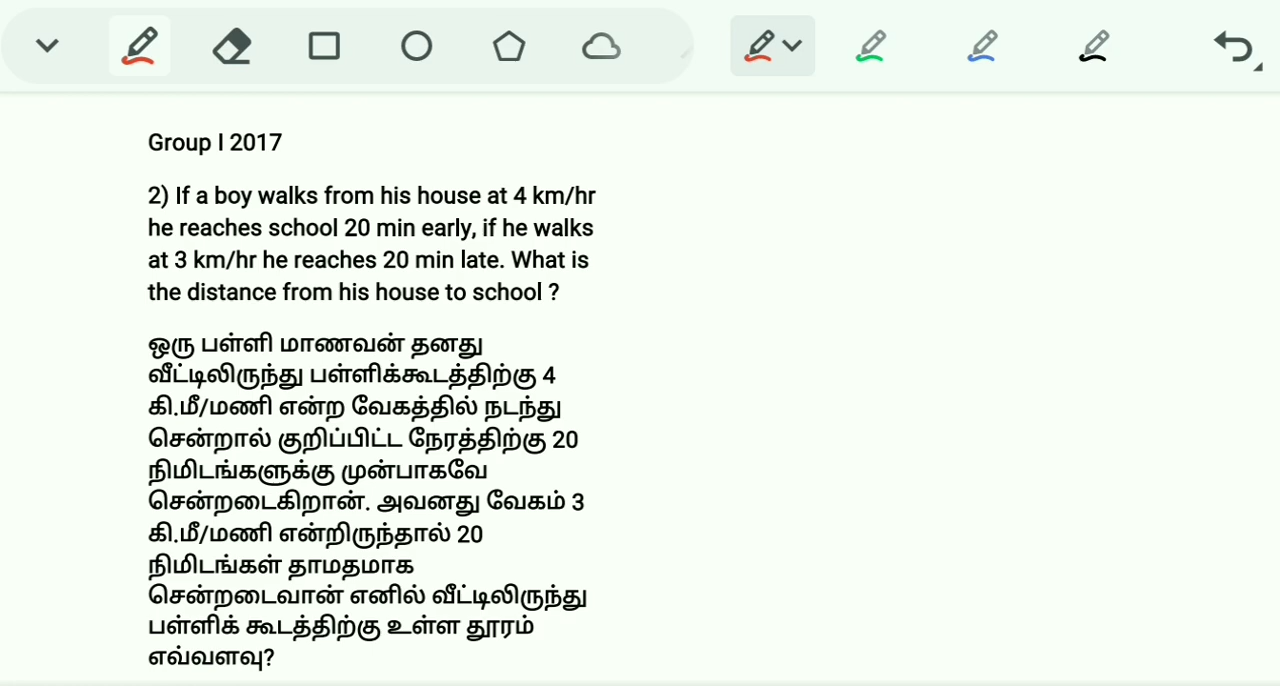 Group I 2017
2) If a boy walks from his house at 4 km/hr
he reaches school 20 min early, if he walks
at 3 km/hr he reaches 20 min late. What is
the distance from his house to school ?
ஒரு பள்ளி மாணவன் தனது
வீட்டிலிருந்து பள்ளிக்கூடத்திற்கு 4
கி.மீ/மணி என்ற வேகத்தில் நடந்து
சென்றால் குறிப்பிட்ட நேரத்திற்கு 20
நிமிடங்களுக்கு முன்பாகவே
சென்றடைகிறான். அவனது வேகம் 3
கி.மீ/மணி என்றிருந்தால் 20
நிமிடங்கள் தாமதமாக
சென்றடைவான் எனில் வீட்டிலிருந்து
பள்ளிக் கூடத்திற்கு உள்ள தூரம்
எவ்வளவு?